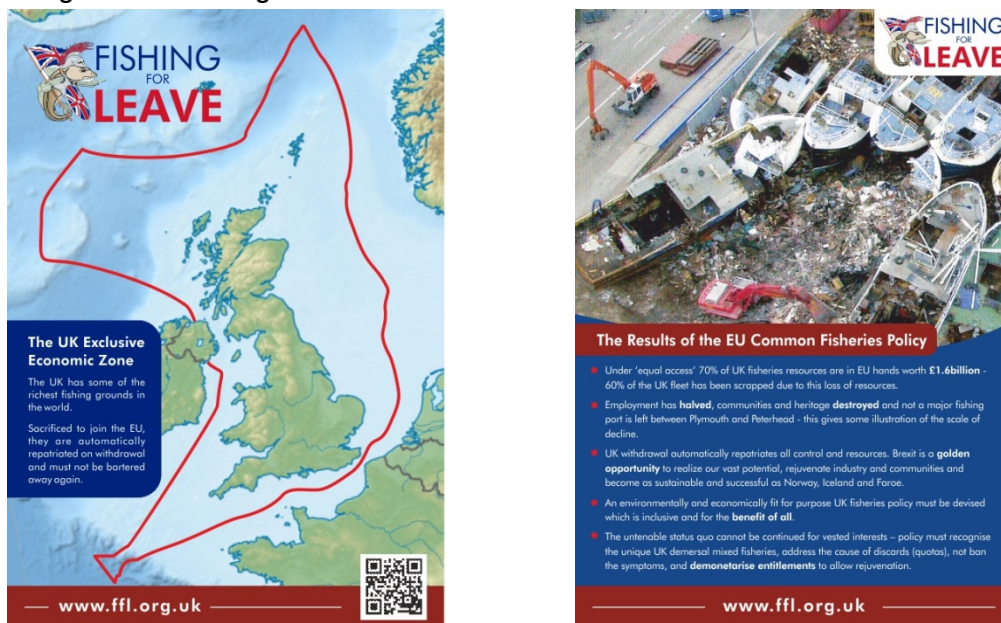 FISHING
FOR
LEAVE
The UK Exclusive
Economic Zone
The UK has some of the
richest fishing grounds in
the world.
Sacrificed to join the EU,
they are automatically
repatriated on withdrawal
and must not be bartered
away again.
www.ffl.org.uk
FISHING
FOR
LEAVE
The Results of the EU Common Fisheries Policy
Under ‘equal access’ 70% of UK fisheries resources are in EU hands worth £1.6billion -
60% of the UK fleet has been scrapped due to this loss of resources.
Employment has halved, communities and heritage destroyed and not a major fishing
port is left between Plymouth and Peterhead - this gives some illustration of the scale of
decline.
UK withdrawal automatically repatriates all control and resources. Brexit is a golden
opportunity to realize our vast potential, rejuvenate industry and communities and
become as sustainable and successful as Norway, Iceland and Faroe.
An environmentally and economically fit for purpose UK fisheries policy must be devised
which is inclusive and for the benefit of all.
The untenable status quo cannot be continued for vested interests – policy must recognise
the unique UK demersal mixed fisheries, address the cause of discards (quotas), not ban
the symptoms, and demonetarise entitlements to allow rejuvenation.
www.ffl.org.uk